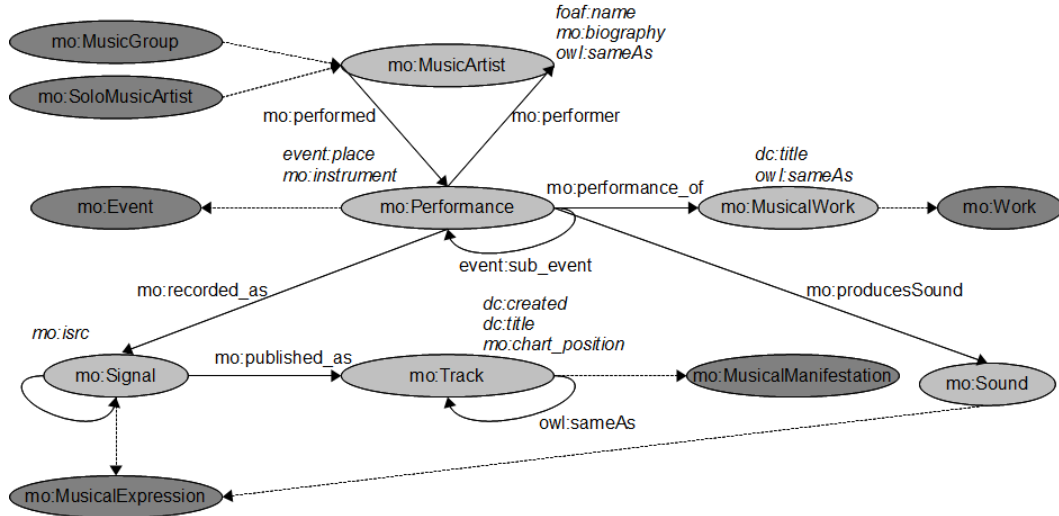 mo:MusicGroup
foaf:name
mo:biography
owl:sameAs
mo:MusicArtist
mo:SoloMusicArtist
mo:performed
mo:performer
event:place
mo:instrument
dc:title
owl:sameAs
mo:performance_of
mo:Event
mo:Performance
mo:MusicalWork
mo:Work
event:sub_event
mo:recorded_as
mo:producesSound
dc:created
dc:title
mo:chart_position
mo:isrc
mo:published_as
mo:Signal
mo:Track
mo:MusicalManifestation
mo:Sound
owl:sameAs
mo:MusicalExpression